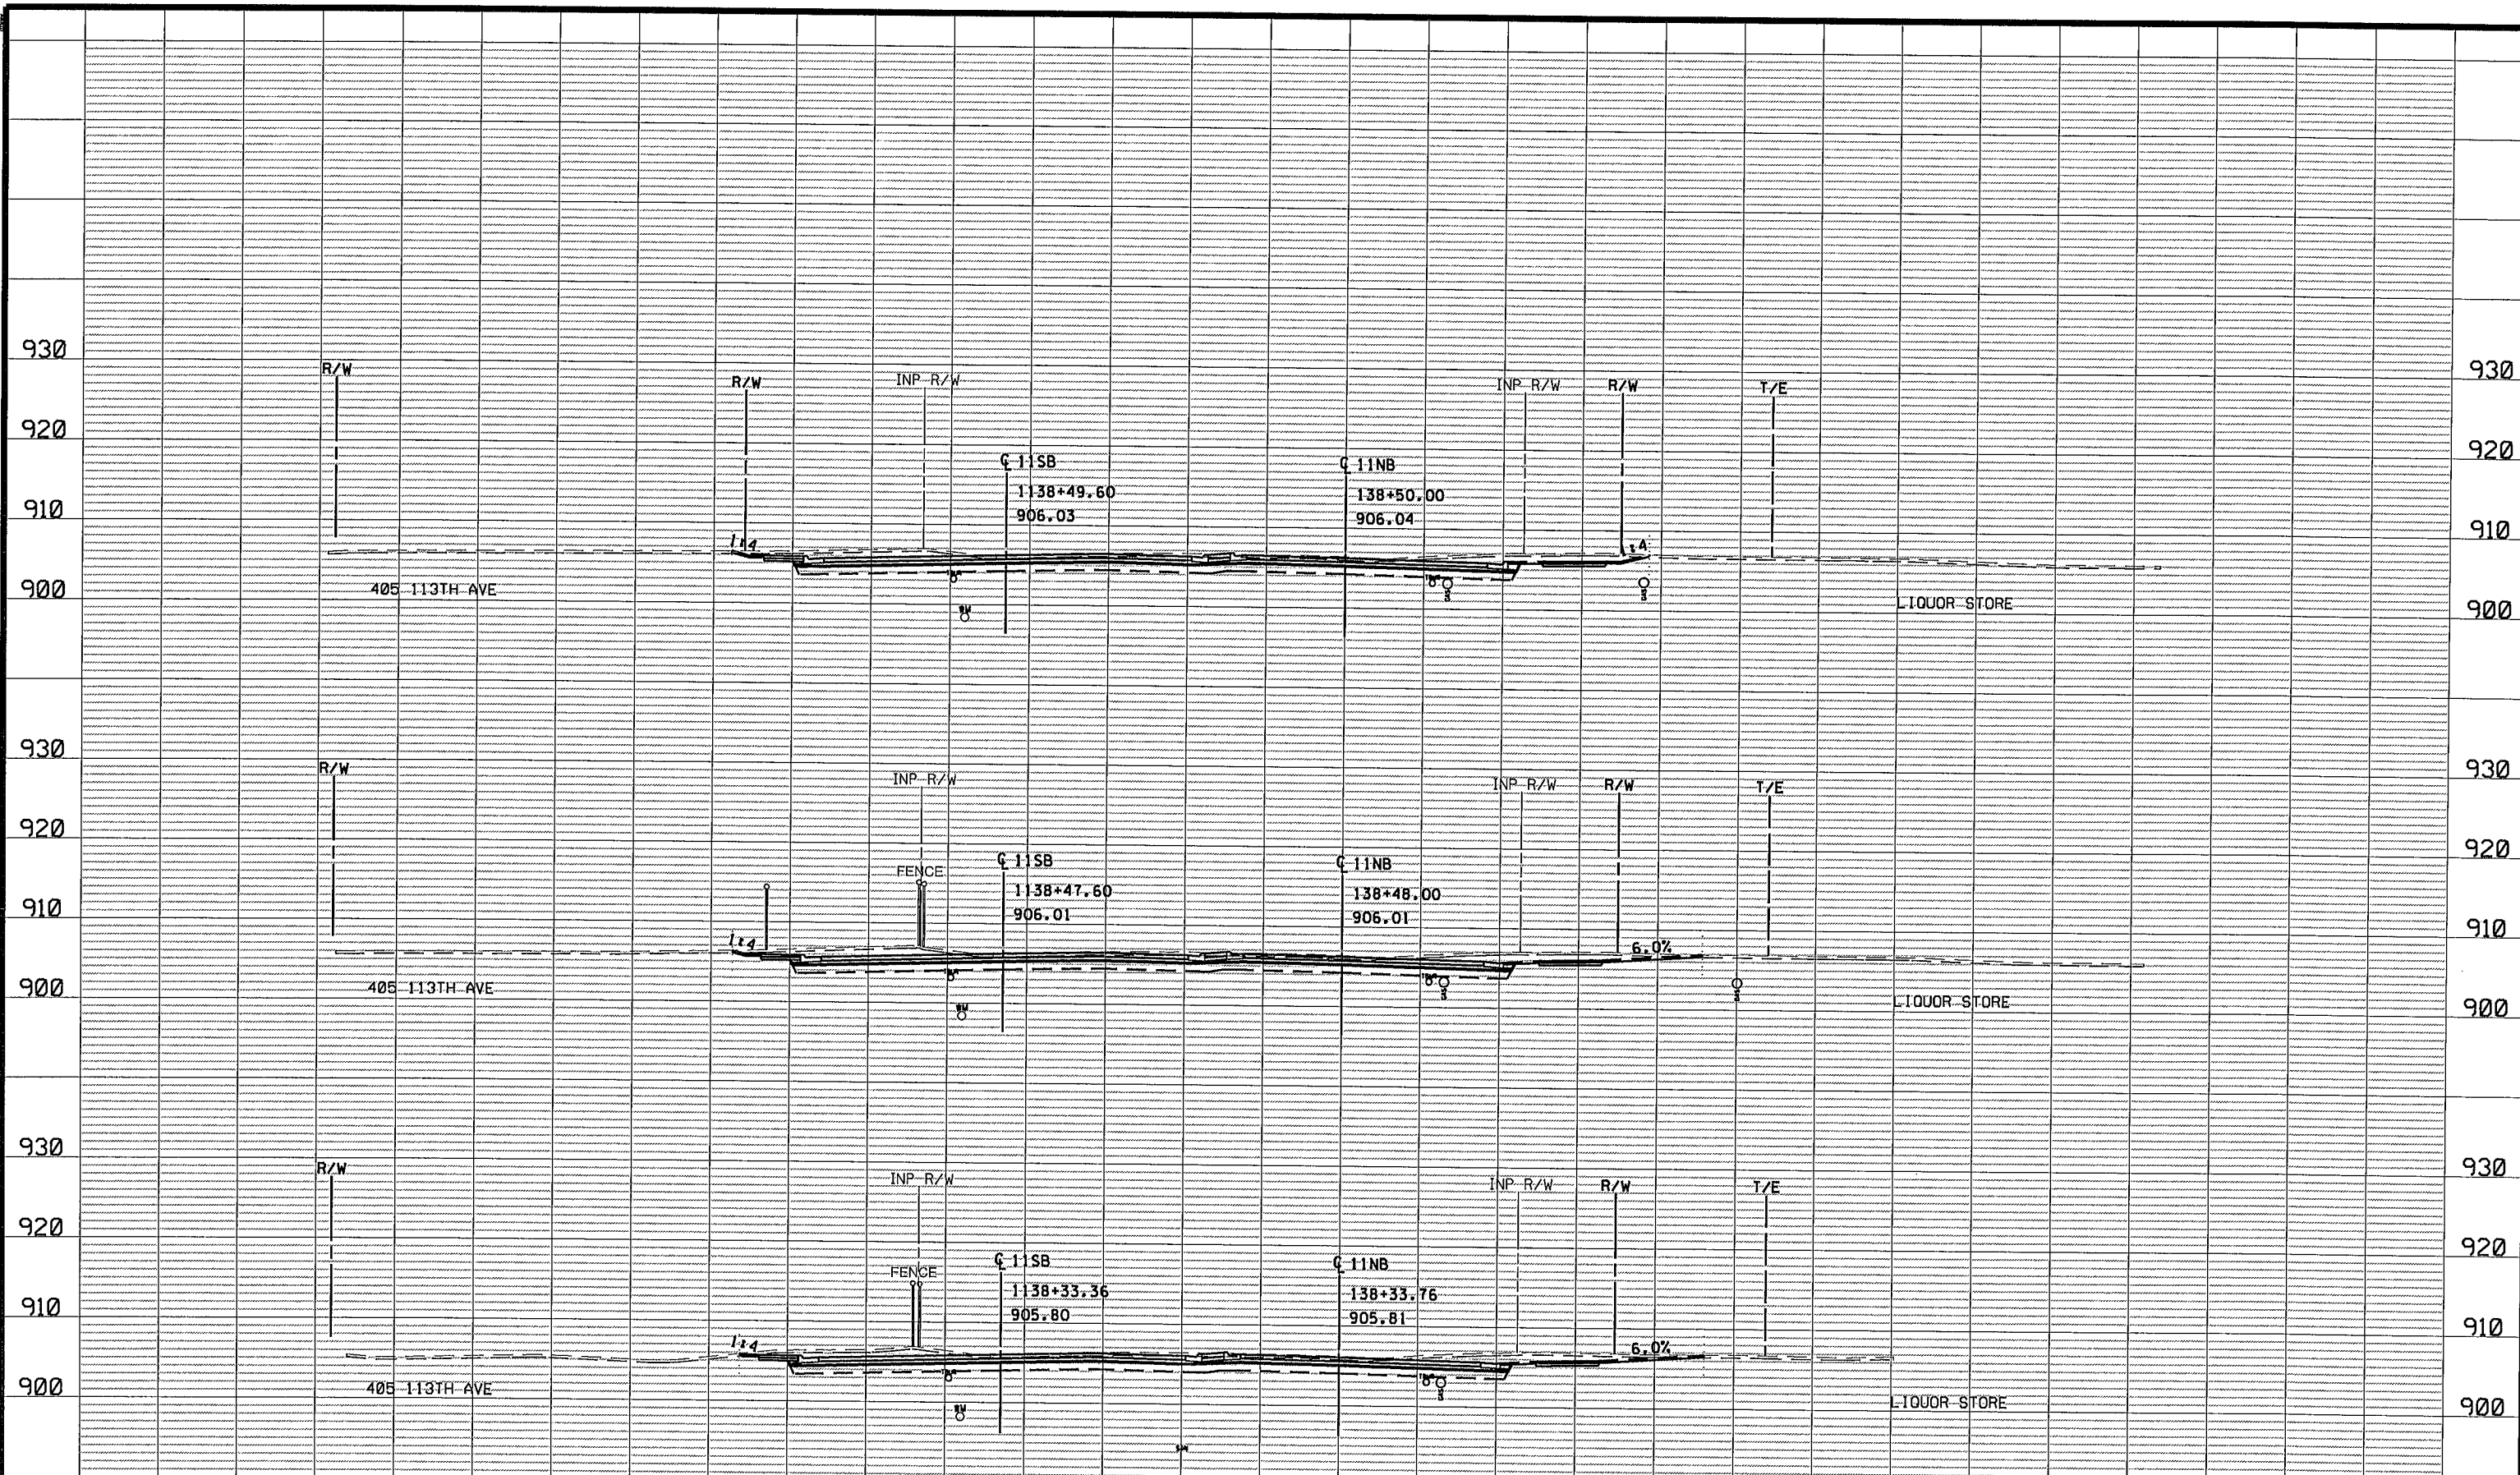 930 930
R/W R/W INP R/W INP R/W R/W T/E
920 920
℄ 11SB ℄ 11NB
1138+49.60 138+50.00
910 906.03 906.04 910
1:4 :4
405 113TH AVE LIQUOR STORE
900 900
930 930
R/W INP R/W INP R/W R/W T/E
920 920
℄ 11SB ℄ 11NB
FENCE
1138+47.60 138+48.00
910 906.01 906.01 910
1:4 6.0%
405 113TH AVE LIQUOR STORE
900 900
930 930
R/W INP R/W INP R/W R/W T/E
920 920
℄ 11SB ℄ 11NB
FENCE
1138+33.36 138+33.76
910 905.80 905.81 910
1:4 6.0%
405 113TH AVE LIQUOR STORE
900 900